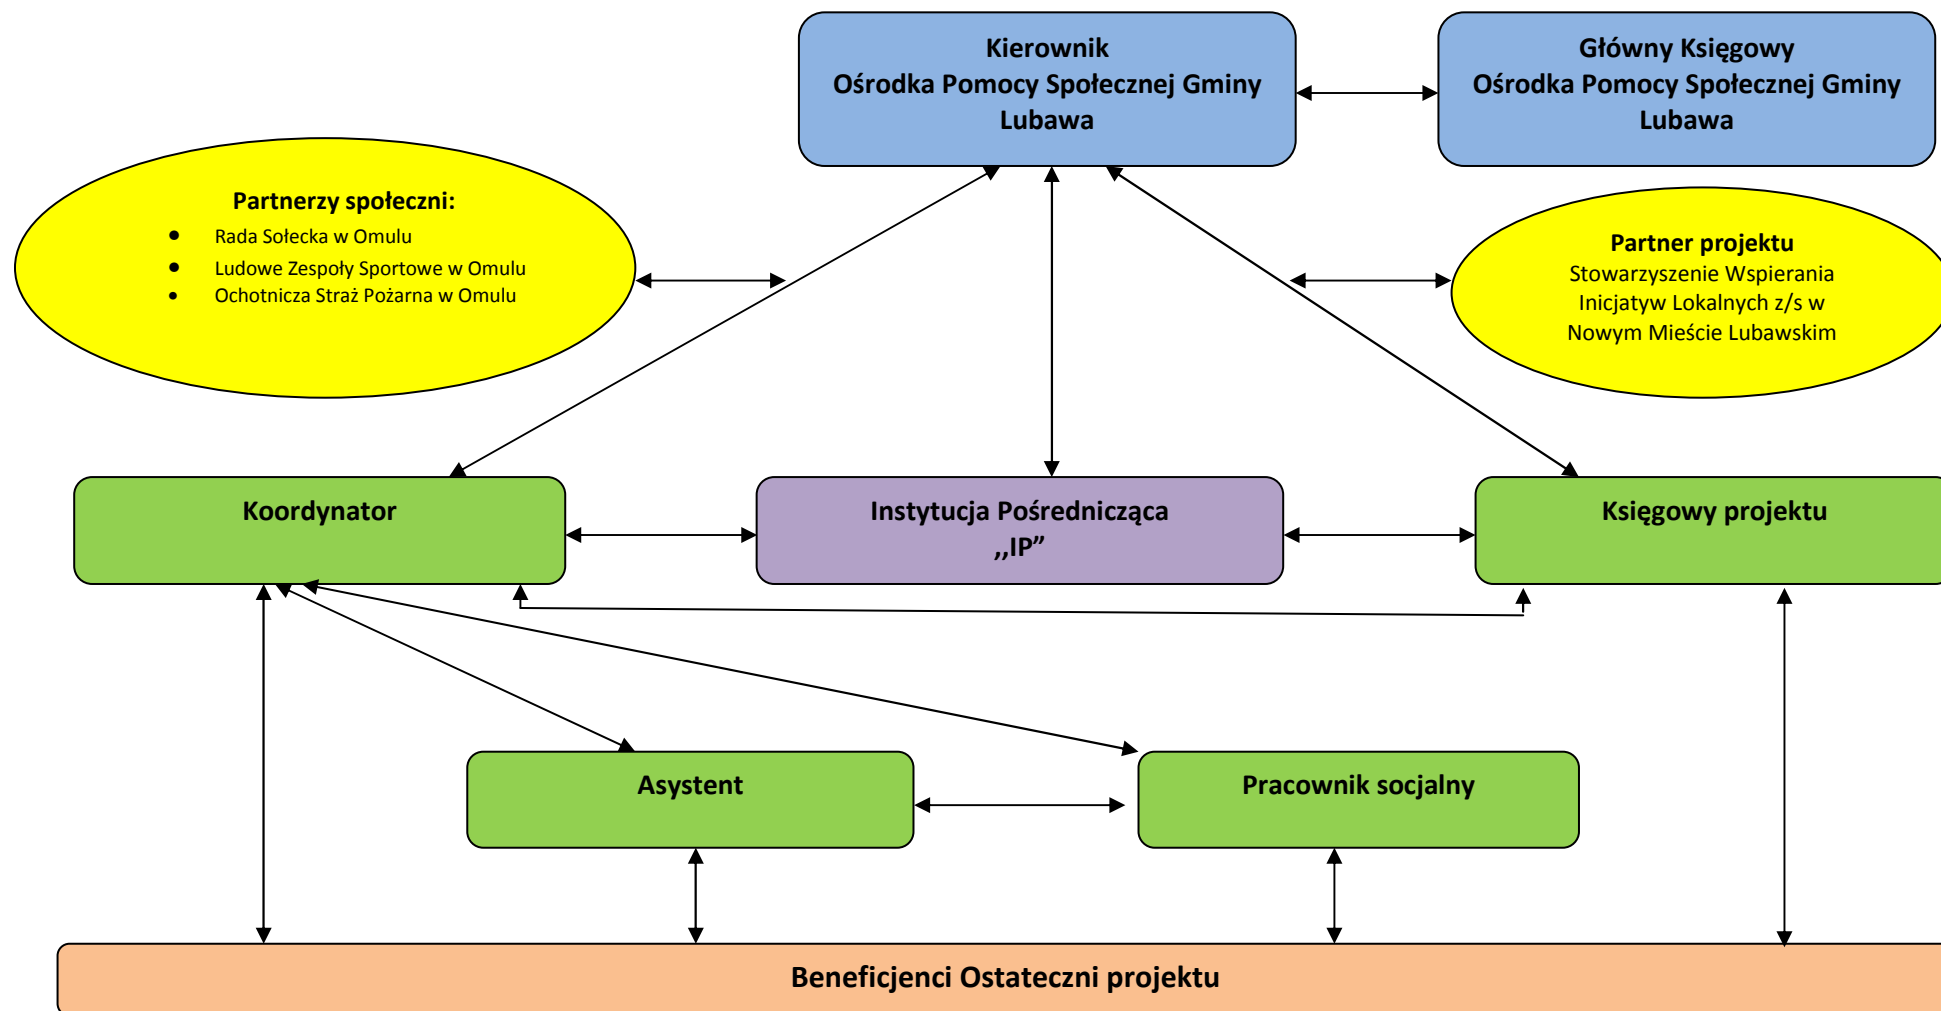 Kierownik
Ośrodka Pomocy Społecznej Gminy
Lubawa
Główny Księgowy
Ośrodka Pomocy Społecznej Gminy
Lubawa
Partnerzy społeczni:
• Rada Sołecka w Omulu
• Ludowe Zespoły Sportowe w Omulu
• Ochotnicza Straż Pożarna w Omulu
Partner projektu
Stowarzyszenie Wspierania
Inicjatyw Lokalnych z/s w
Nowym Mieście Lubawskim
Koordynator
Instytucja Pośrednicząca
,,IP”
Księgowy projektu
Asystent
Pracownik socjalny
Beneficjenci Ostateczni projektu